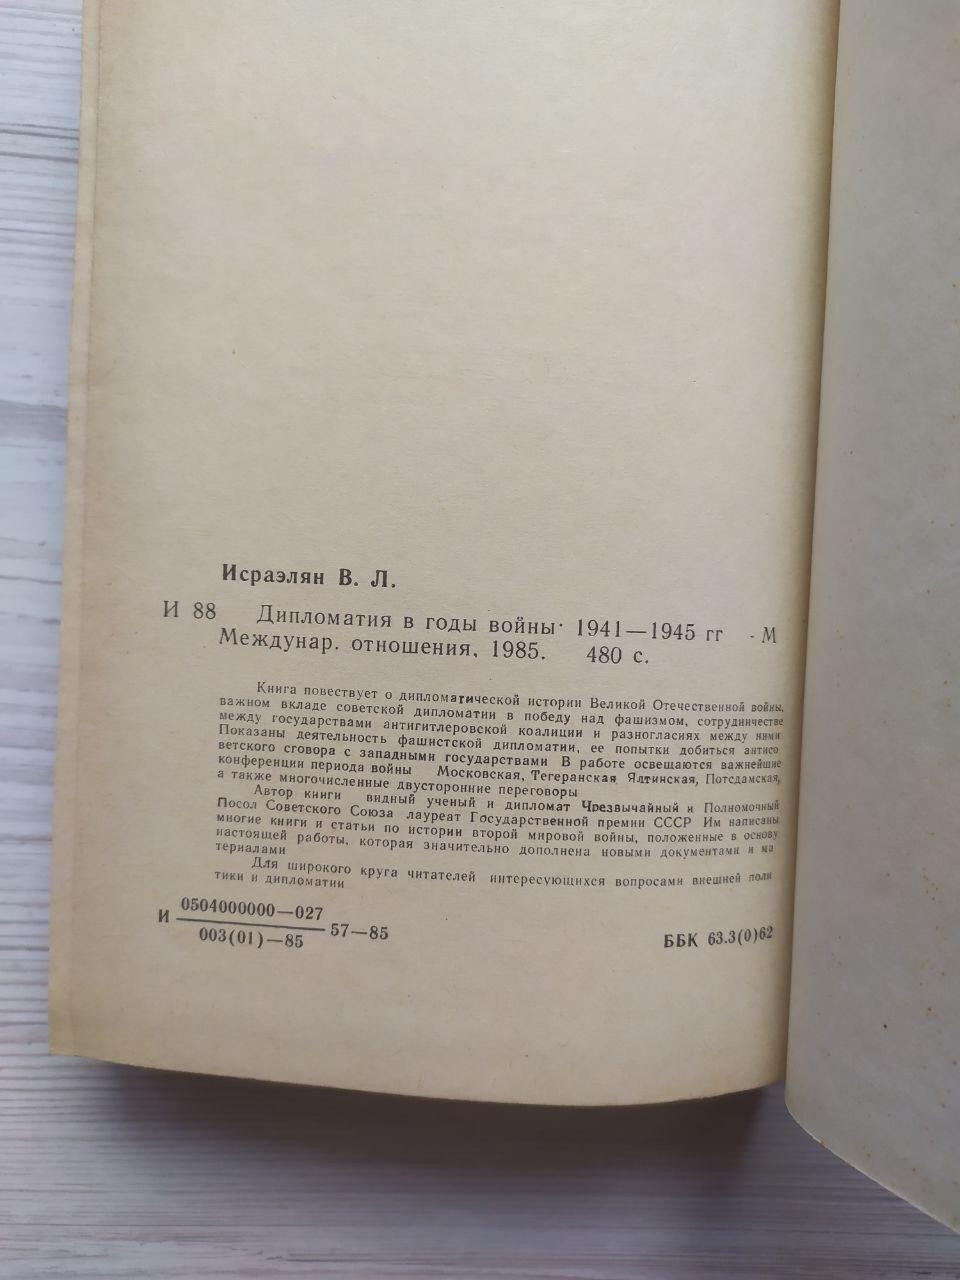 Исраэлян В. Л.
И 88 Дипломатия в годы войны· 1941—1945 гг - М
Междунар. отношения, 1985. 480 с.
Книга повествует о дипломатической истории Великой Отечественной войны,
важном вкладе советской дипломатии в победу над фашизмом, сотрудничестве
между государствами антигитлеровской коалиции и разногласиях между ними
Показаны деятельность фашистской дипломатии, ее попытки добиться антисо
ветского сговора с западными государствами В работе освещаются важнейшие
конференции периода войны Московская, Тегеранская Ялтинская, Потсдамская,
а также многочисленные двусторонние переговоры
Автор книги видный ученый и дипломат Чрезвычайный и Полномочный
Посол Советского Союза лауреат Государственной премии СССР Им написаны
многие книги и статьи по истории второй мировой войны, положенные в основу
настоящей работы, которая значительно дополнена новыми документами и ма
териалами
Для широкого круга читателей интересующихся вопросами внешней поли
тики и дипломатии
И 0504000000—027 57—85
003(01)—85
ББК 63.3(0)62